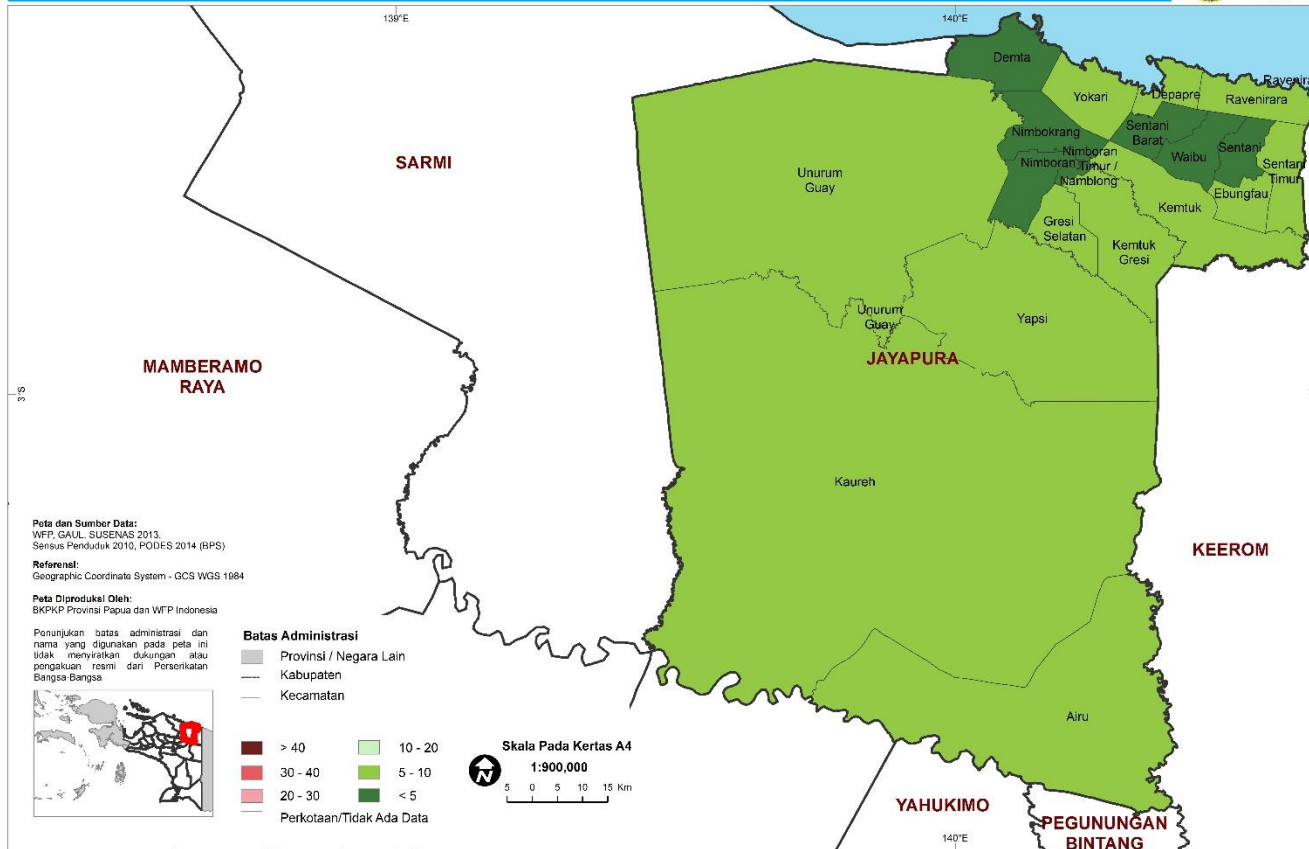 139°E
140°E
Demta
Ravenirara
Depapre
Yokari
Ravenirara
Nimbokrang
Sentani
Barat
Sentani
Waibu
SARMI
Nimboran
Timur /
Namblong
Nimboran
Sentani
Timur
Unurum
Guay
Ebungfau
Kemtuk
Gresi
Selatan
Kemtuk
Gresi
Unurum
Guay
Yapsi
JAYAPURA
MAMBERAMO
RAYA
3°S
Kaureh
KEEROM
Airu
YAHUKIMO
PEGUNUNGAN
BINTANG
140°E
Peta dan Sumber Data:
WFP, GAUL. SUSENAS 2013.
Sensus Penduduk 2010, PODES 2014 (BPS)
Referensi:
Geographic Coordinate System - GCS WGS 1984
Peta Diproduksi Oleh:
BKPKP Provinsi Papua dan WFP Indonesia
Penunjukan batas administrasi dan
nama yang digunakan pada peta ini
tidak menyiratkan dukungan atau
pengakuan resmi dari Perserikatan
Bangsa-Bangsa
Batas Administrasi
Provinsi / Negara Lain
Kabupaten
Kecamatan
> 40
30 - 40
20 - 30
10 - 20
5 - 10
< 5
Perkotaan/Tidak Ada Data
N
Skala Pada Kertas A4
1:900,000
5 0 5 10 15 Km